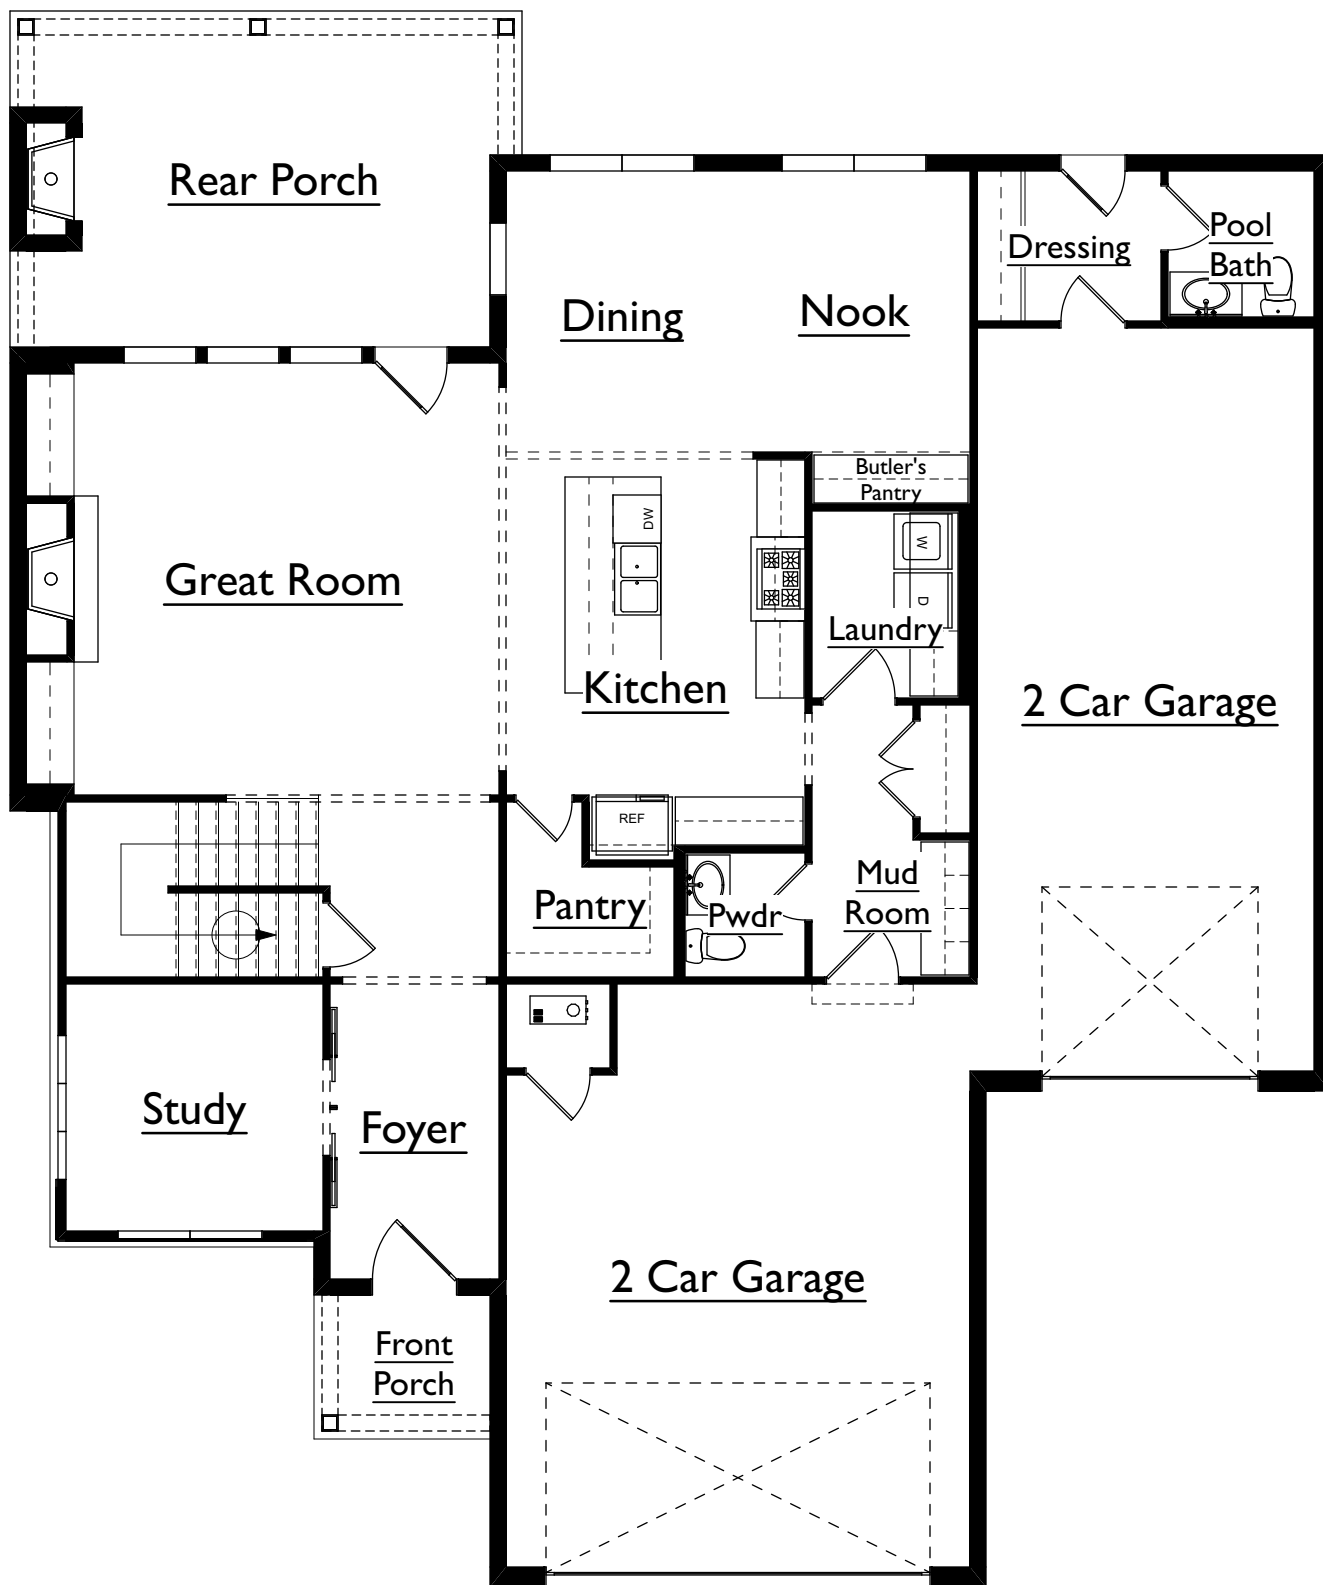 Rear Porch
Pool
Bath
Dressing
Dining
Nook
Butler's
Pantry
DW
W
D
Great Room
Laundry
Kitchen
2 Car Garage
REF
Mud
Room
Pantry
Pwdr
Study
Foyer
2 Car Garage
Front
Porch